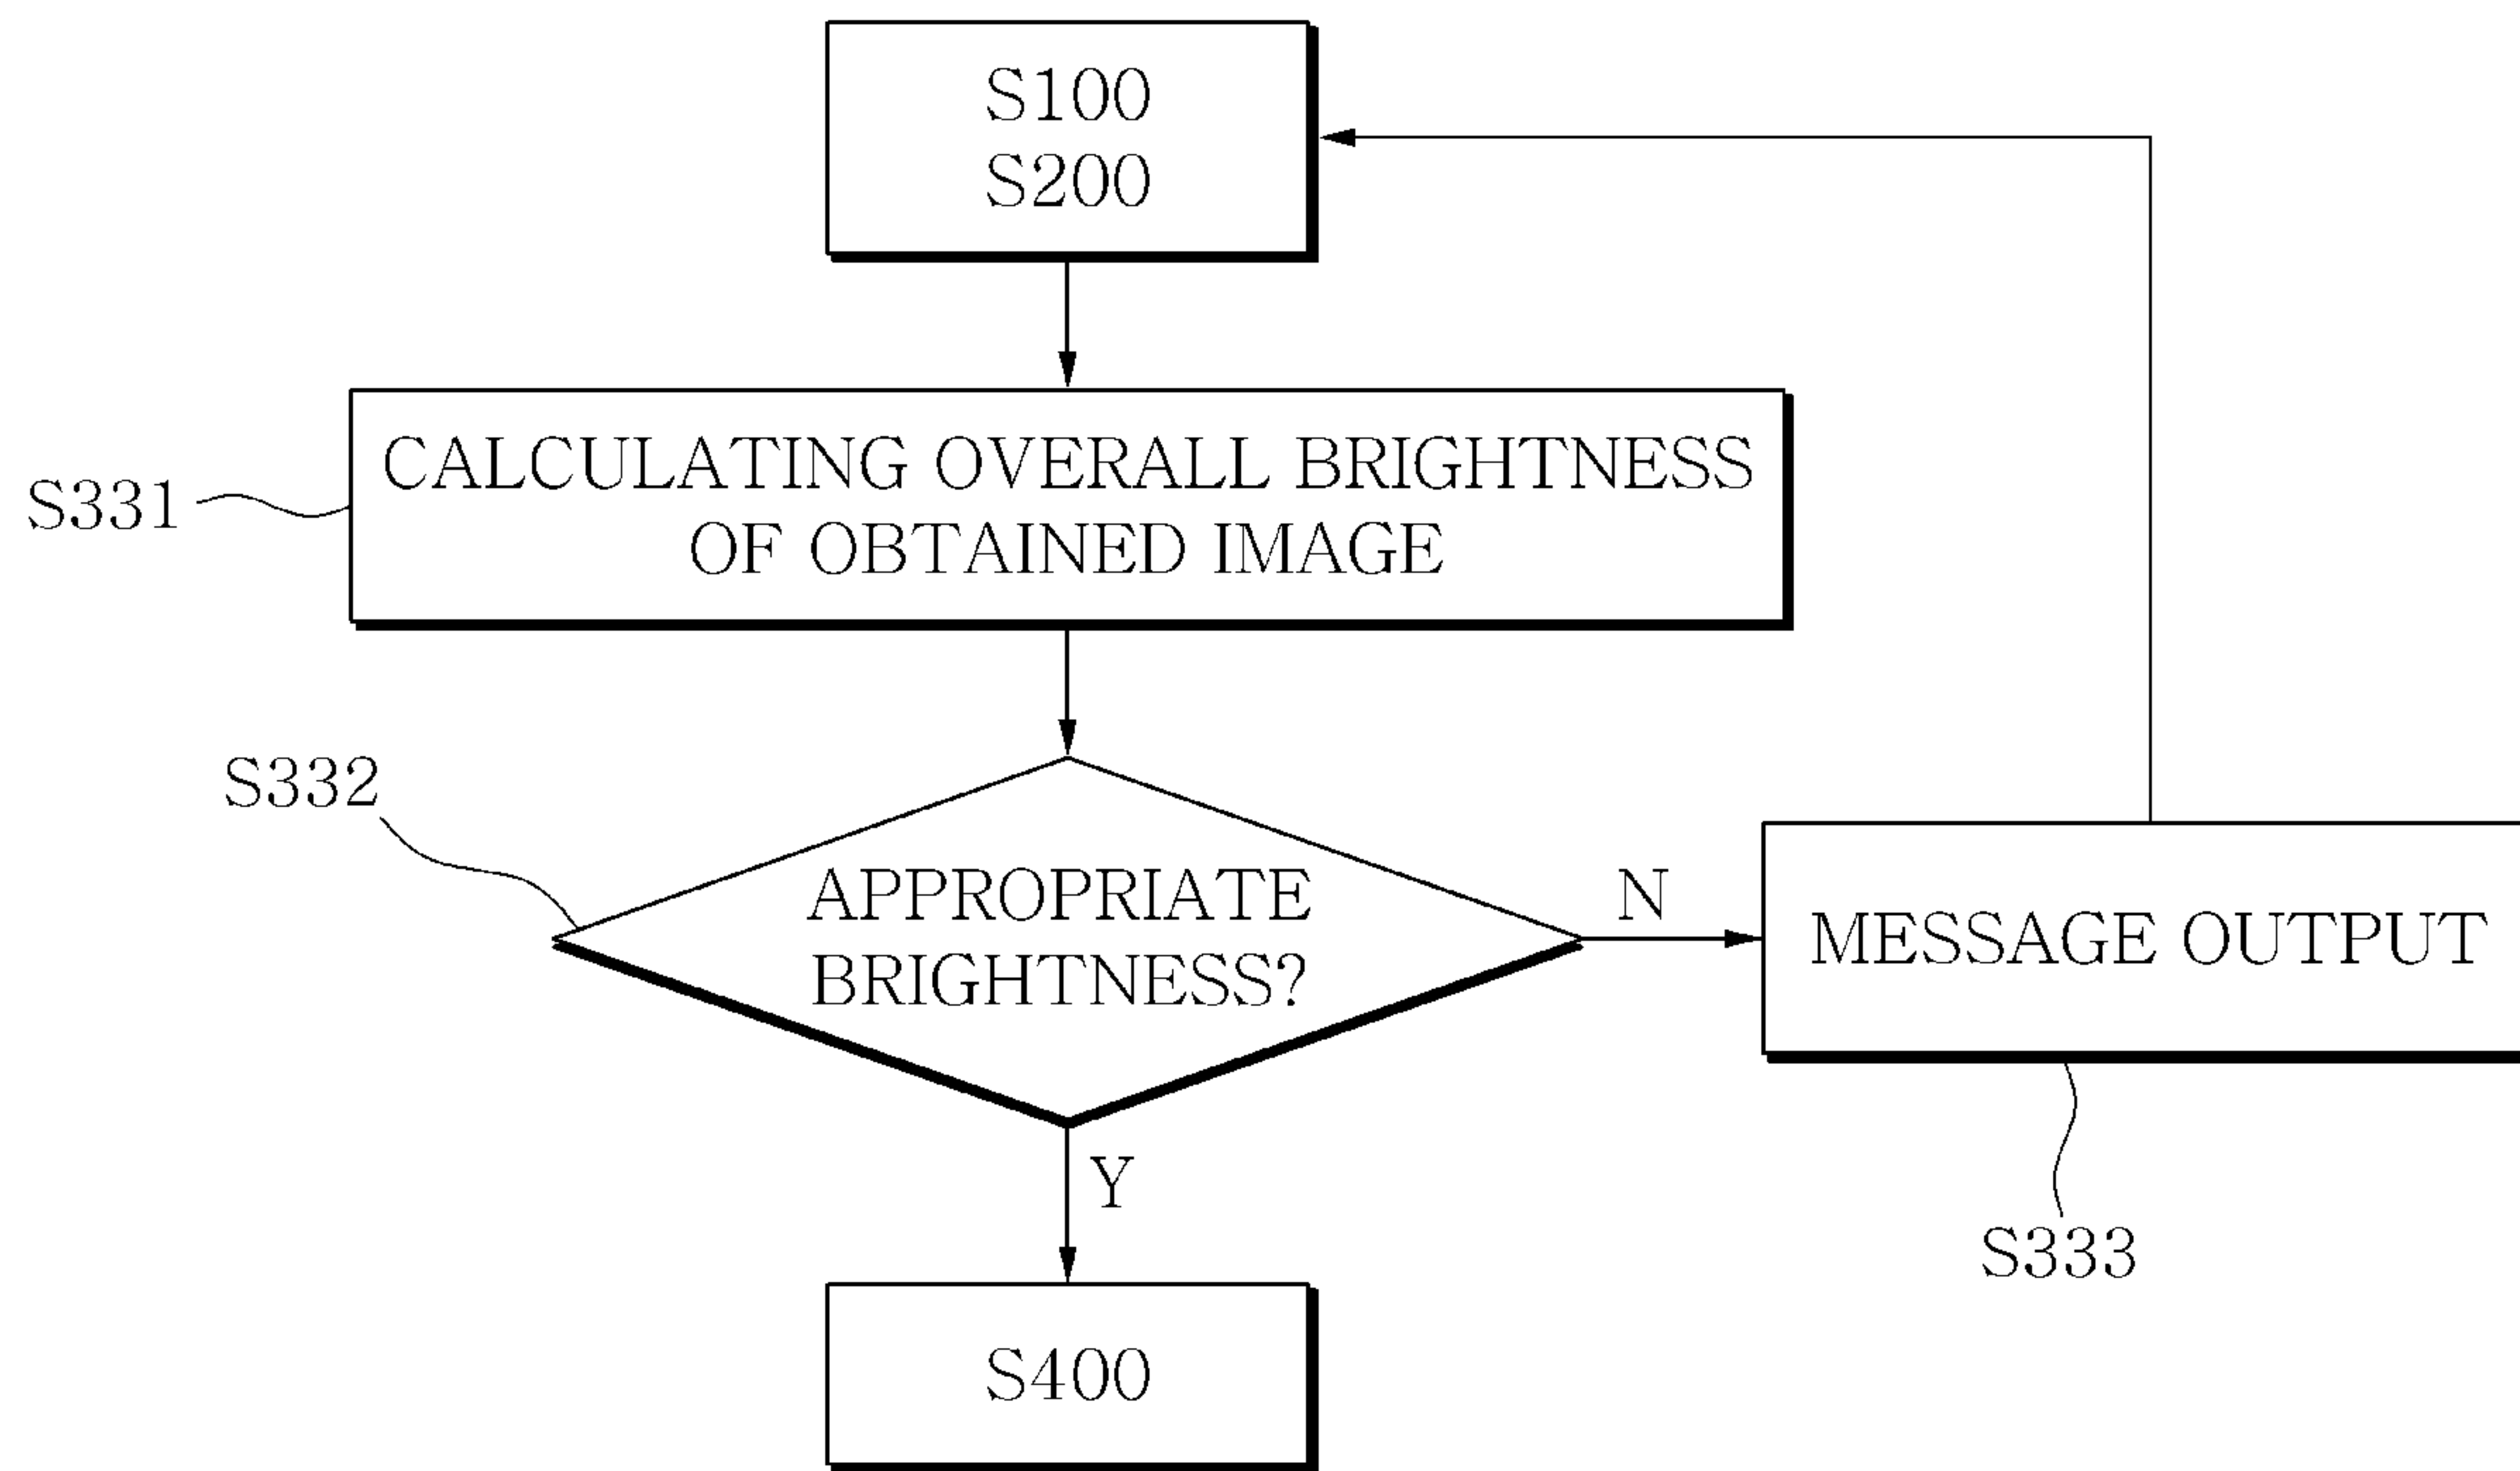 S100
S200
CALCULATING OVERALL BRIGHTNESS
OF OBTAINED IMAGE
S331
S332
APPROPRIATE
BRIGHTNESS?
N
MESSAGE OUTPUT
Y
S333
S400